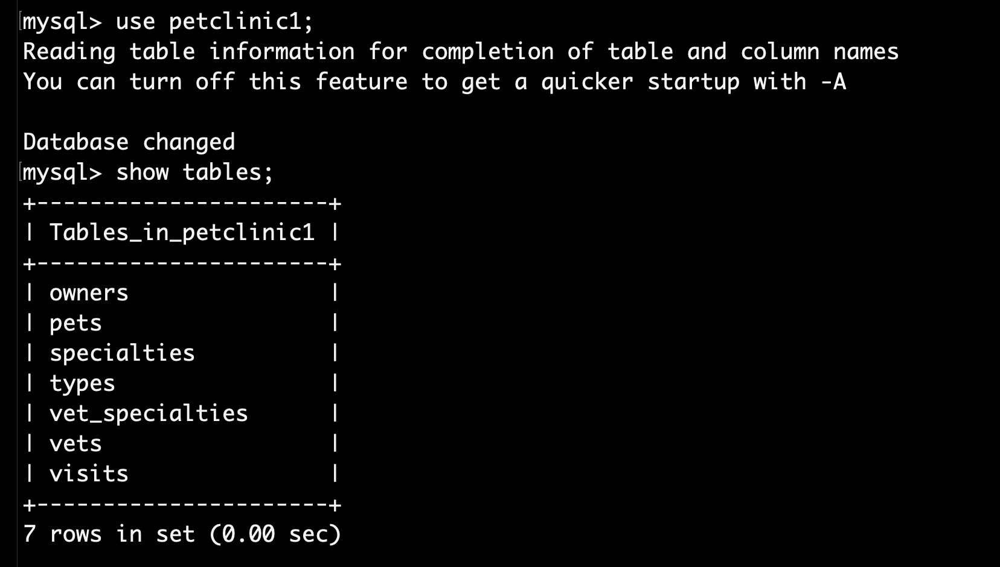 mysql> use petclinic1;
Reading table information for completion of table and column names
You can turn off this feature to get a quicker startup with -A

Database changed
mysql> show tables;
+----------------------+
| Tables_in_petclinic1 |
+----------------------+
| owners               |
| pets                 |
| specialties          |
| types                |
| vet_specialties      |
| vets                 |
| visits               |
+----------------------+
7 rows in set (0.00 sec)